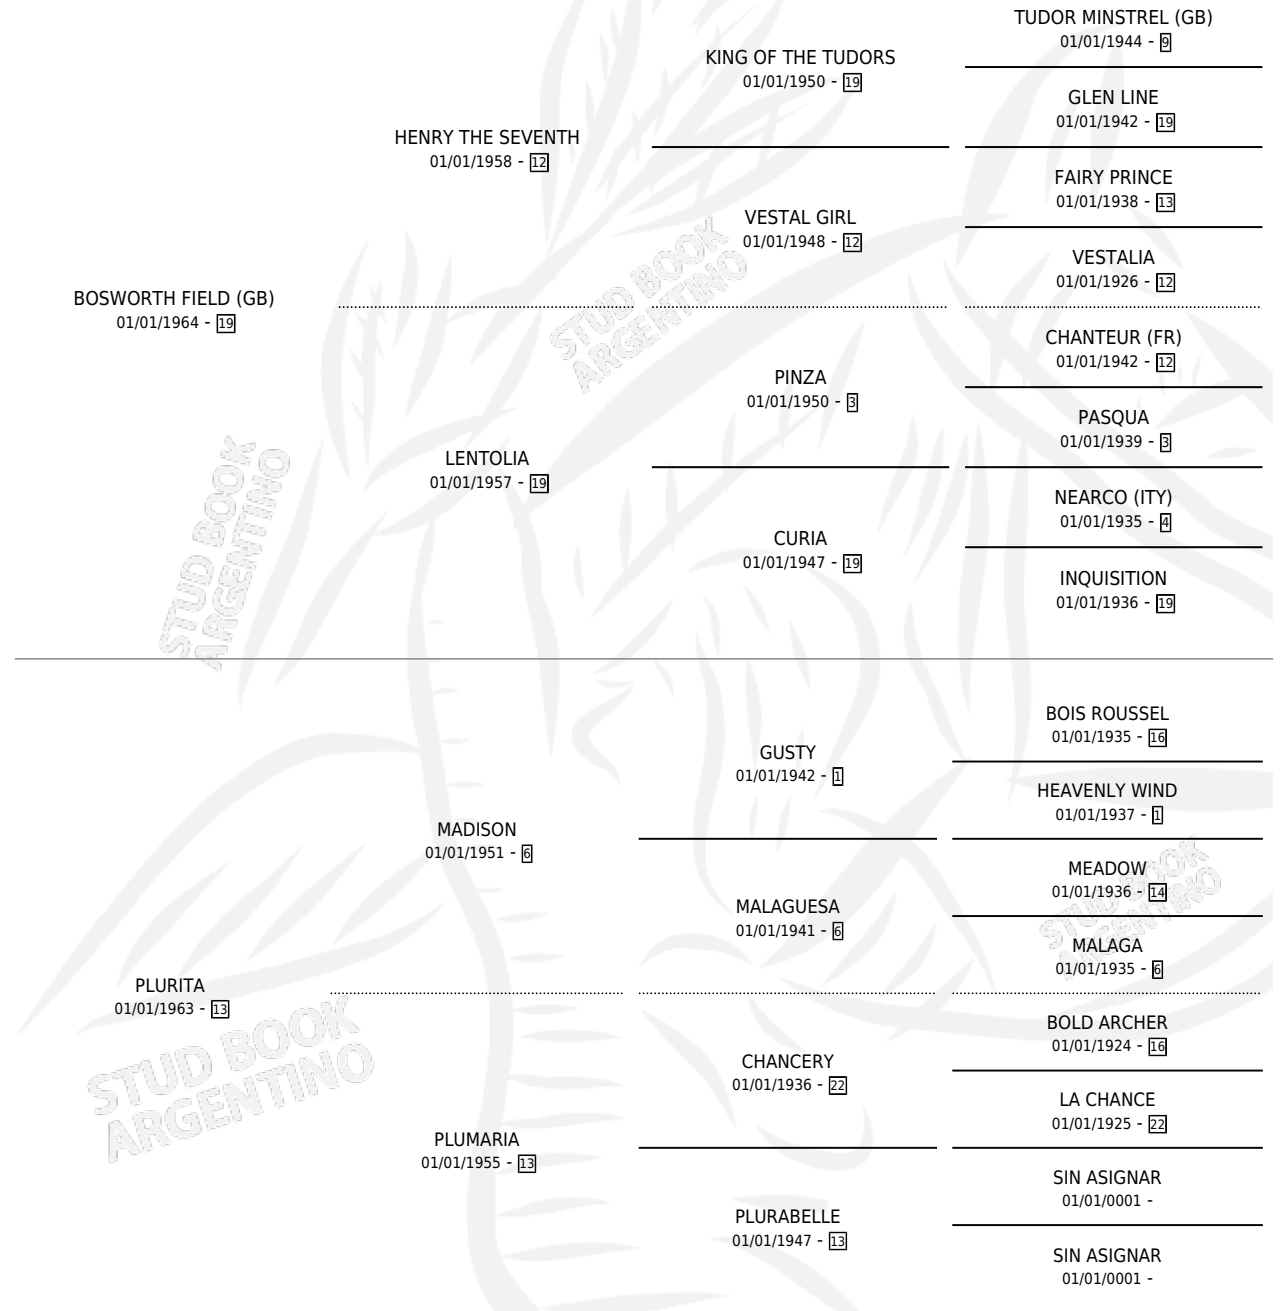 TUDOR MINSTREL (GB)
01/01/1944 - 9
KING OF THE TUDORS
01/01/1950 - 19
GLEN LINE
01/01/1942 - 19
HENRY THE SEVENTH
01/01/1958 - 12
FAIRY PRINCE
01/01/1938 - 13
VESTAL GIRL
01/01/1948 - 12
VESTALIA
01/01/1926 - 12
BOSWORTH FIELD (GB)
01/01/1964 - 19
CHANTEUR (FR)
01/01/1942 - 12
PINZA
01/01/1950 - 3
PASQUA
01/01/1939 - 3
LENTOLIA
01/01/1957 - 19
NEARCO (ITY)
01/01/1935 - 4
CURIA
01/01/1947 - 19
INQUISITION
01/01/1936 - 19
BOIS ROUSSEL
01/01/1935 - 16
GUSTY
01/01/1942 - 1
HEAVENLY WIND
01/01/1937 - 1
MADISON
01/01/1951 - 6
MEADOW
01/01/1936 - 14
MALAGUESA
01/01/1941 - 6
MALAGA
01/01/1935 - 6
PLURITA
01/01/1963 - 13
BOLD ARCHER
01/01/1924 - 16
CHANCERY
01/01/1936 - 22
LA CHANCE
01/01/1925 - 22
PLUMARIA
01/01/1955 - 13
SIN ASIGNAR
01/01/0001 -
PLURABELLE
01/01/1947 - 13
SIN ASIGNAR
01/01/0001 -
STUD BOOK
ARGENTINO
STUD BOOK
ARGENTINO
STUD BOOK
ARGENTINO
STUD BOOK
ARGENTINO